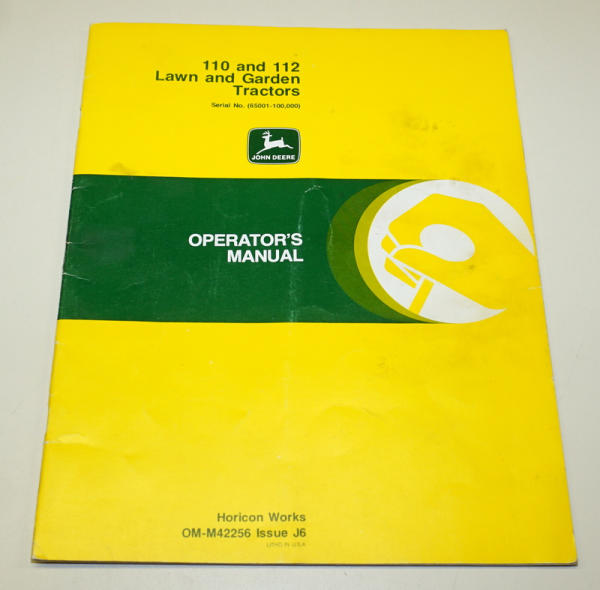 110 and 112
Lawn and Garden
Tractors
Serial No. (65001-100,000)
JOHN DEERE
OPERATOR'S
MANUAL
Horicon Works
OM-M42256 Issue J6
LITHO IN U.S.A.